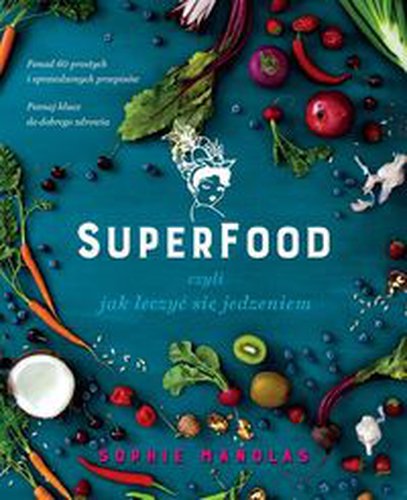 Ponad 60 prostych
i sprawdzonych przepisów
Poznaj klucz
do dobrego zdrowia
SUPERFOOD
czyli
jak leczyć się jedzeniem
SOPHIE MANOLAS